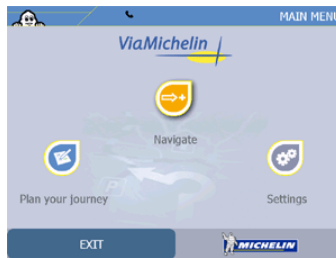 MAIN MENU
ViaMichelin
Navigate
Plan your journey
Settings
EXIT
MICHELIN